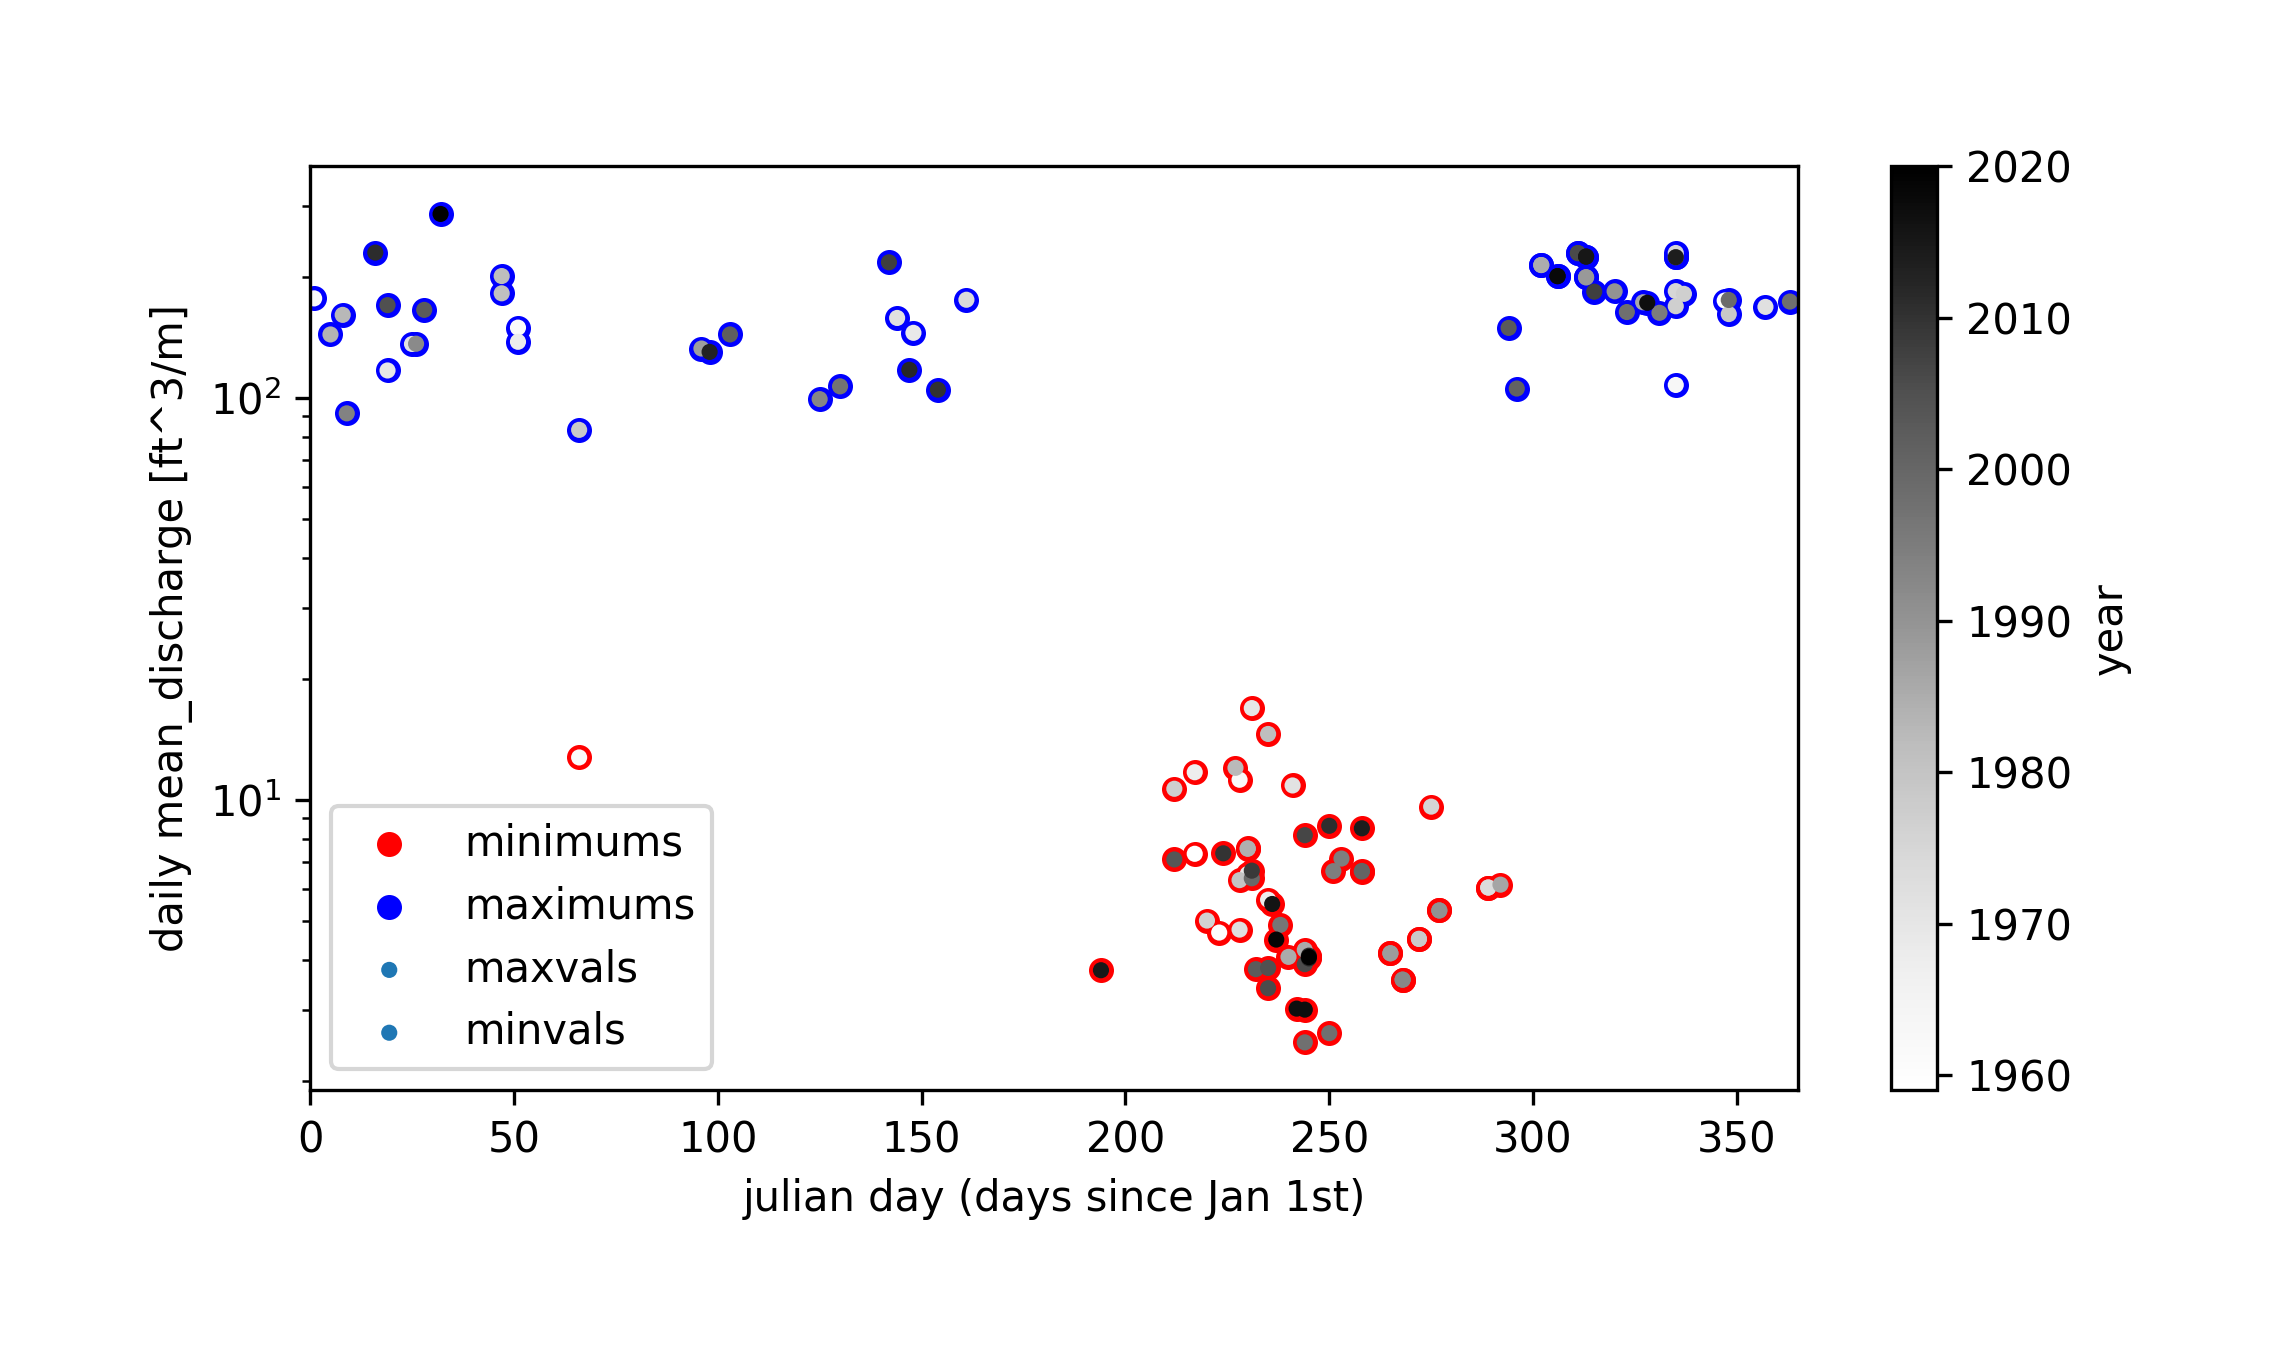 daily mean_discharge [ft^3/m]
10²
10¹
minimums
maximums
maxvals
minvals
0 50 100 150 200 250 300 350
julian day (days since Jan 1st)
2020
2010
2000
1990
1980
1970
1960
year